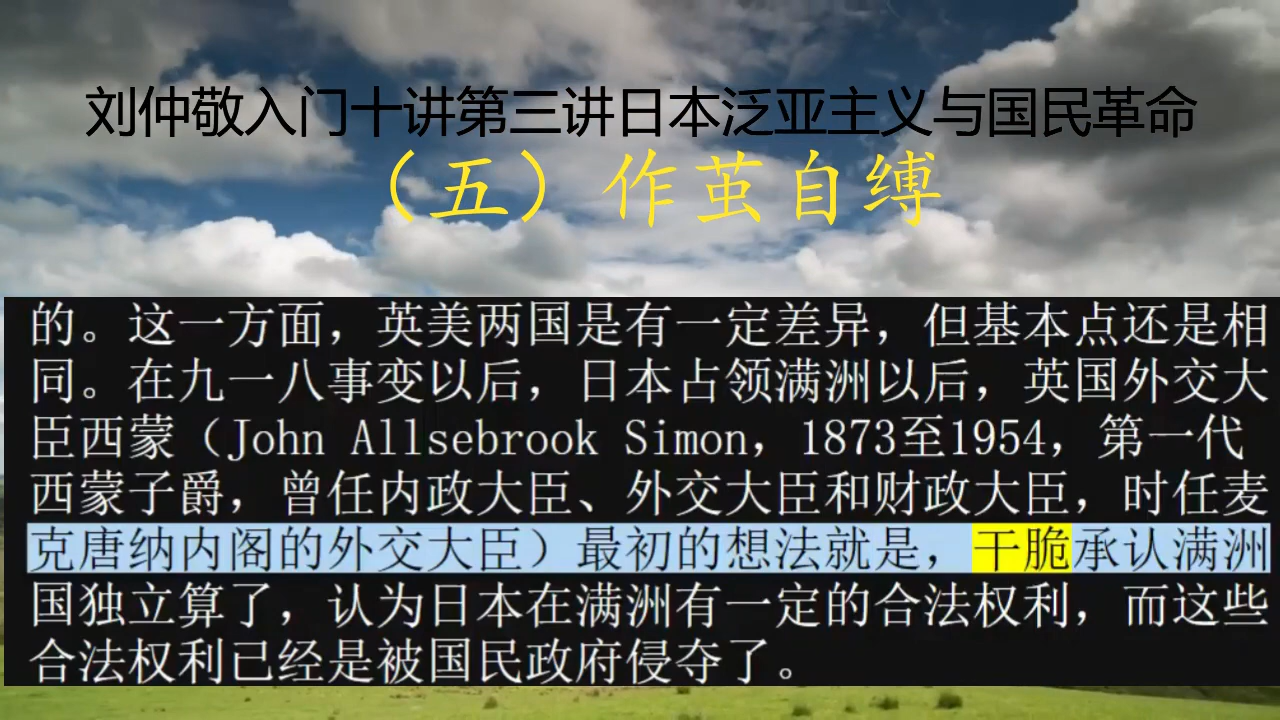 刘仲敬入门十讲第三讲日本泛亚主义与国民革命
（五）作茧自缚
的。这一方面，英美两国是有一定差异，但基本点还是相
同。在九一八事变以后，日本占领满洲以后，英国外交大
臣西蒙（John Allsebrook Simon，1873至1954，第一代
西蒙子爵，曾任内政大臣、外交大臣和财政大臣，时任麦
克唐纳内阁的外交大臣）最初的想法就是，干脆承认满洲
国独立算了，认为日本在满洲有一定的合法权利，而这些
合法权利已经是被国民政府侵夺了。